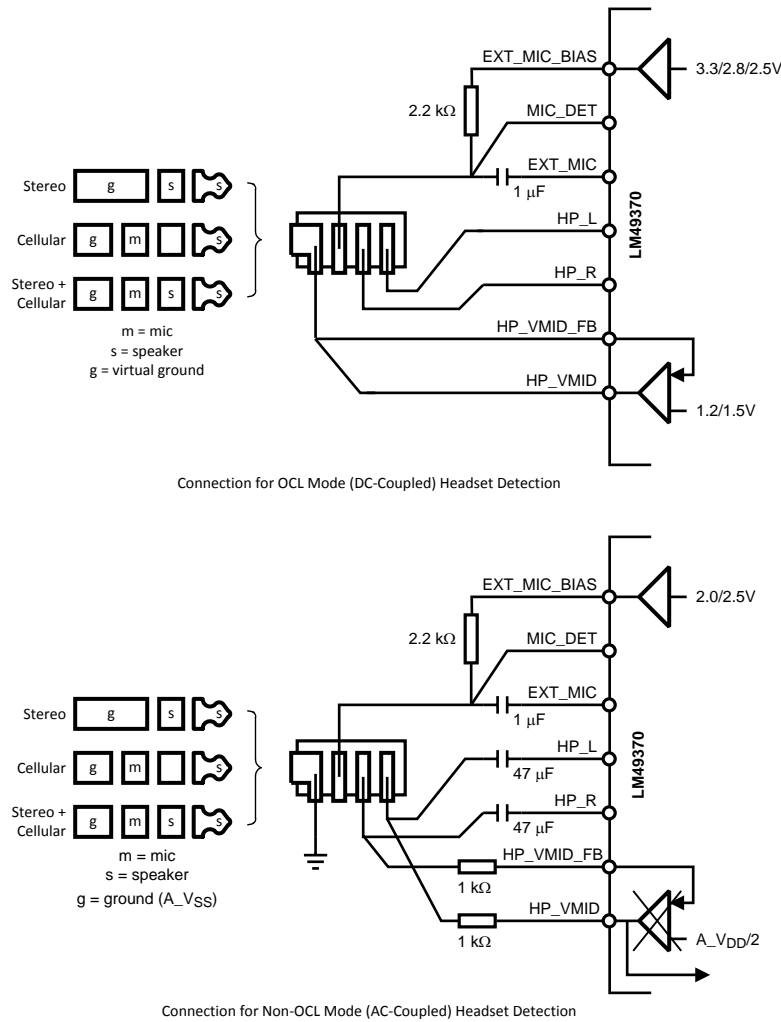 EXT_MIC_BIAS
3.3/2.8/2.5V
2.2 kΩ
MIC_DET
EXT_MIC
1 μF
Stereo
g
s
s
Cellular
g
m
s
Stereo +
Cellular
g
m
s
s
HP_L
HP_R
LM49370
m = mic
s = speaker
g = virtual ground
HP_VMID_FB
HP_VMID
1.2/1.5V
Connection for OCL Mode (DC-Coupled) Headset Detection
EXT_MIC_BIAS
2.0/2.5V
2.2 kΩ
MIC_DET
EXT_MIC
1 μF
Stereo
g
s
s
Cellular
g
m
s
Stereo +
Cellular
g
m
s
s
HP_L
47 μF
HP_R
47 μF
LM49370
m = mic
s = speaker
g = ground (A_VSS)
HP_VMID_FB
1 kΩ
HP_VMID
1 kΩ
A_VDD/2
Connection for Non-OCL Mode (AC-Coupled) Headset Detection